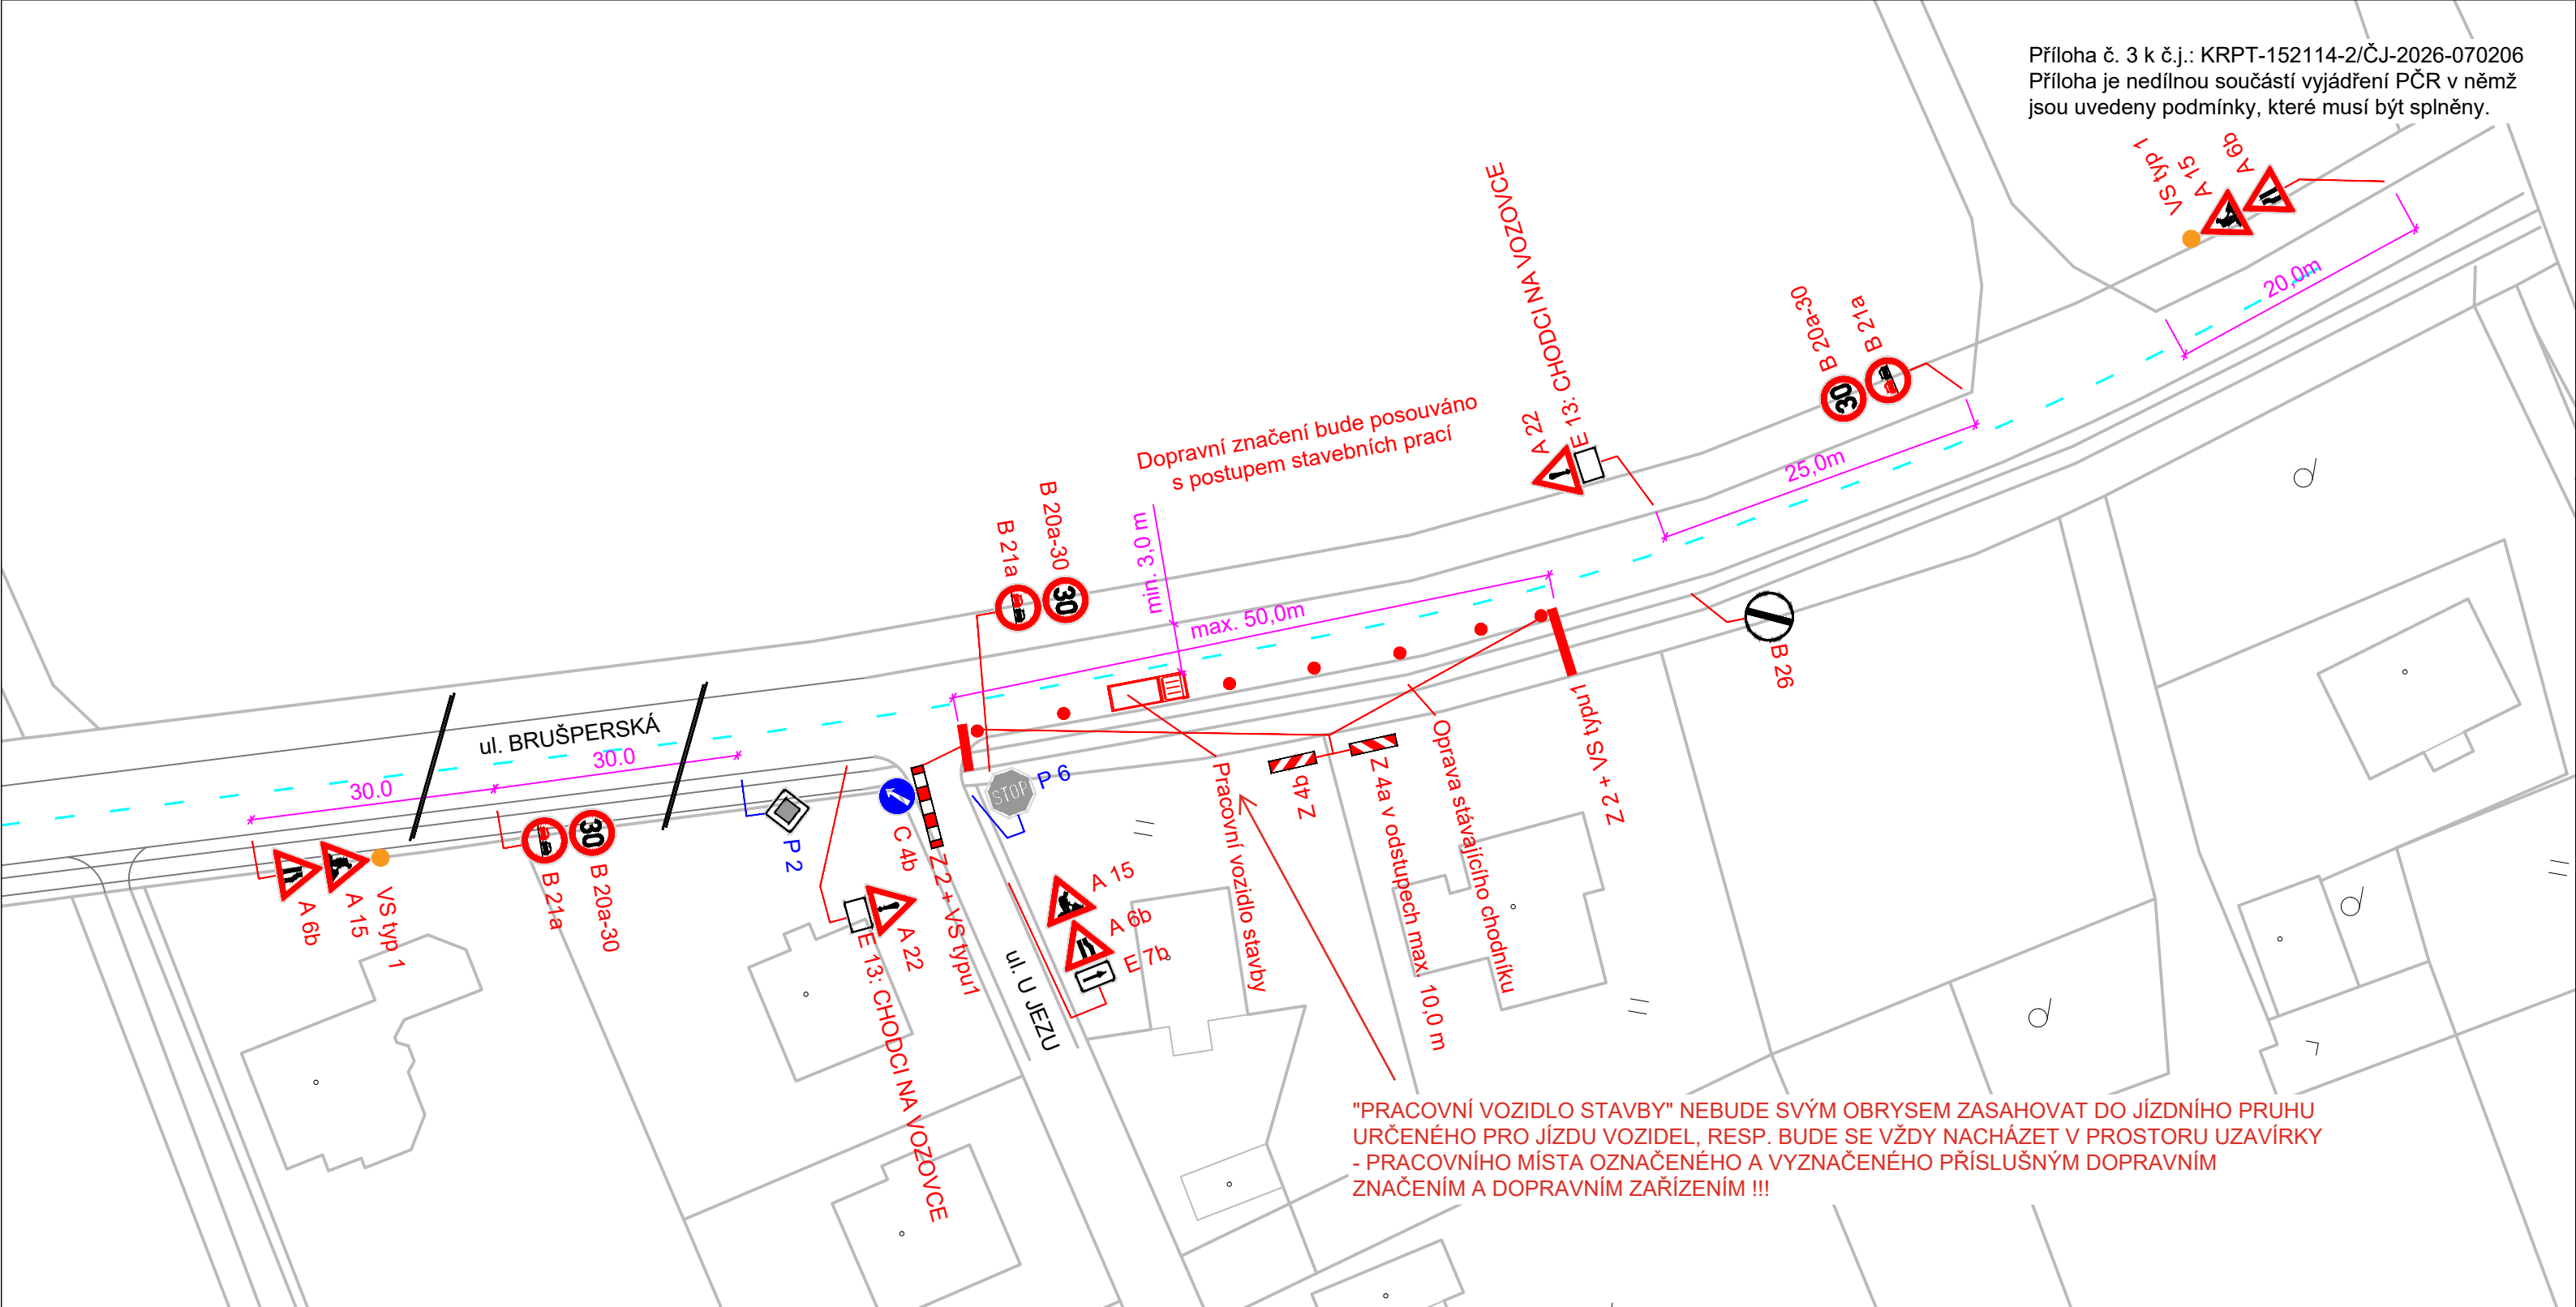 Příloha č. 3 k č.j.: KRPT-152114-2/ČJ-2026-070206
Příloha je nedílnou součástí vyjádření PČR v němž
jsou uvedeny podmínky, které musí být splněny.
VS typ 1
A 15
A 6b
20,0m
E 13: CHODCI NA VOZOVCE
A 22
B 20a-30
B 21a
30
25,0m
Dopravní značení bude posouváno
s postupem stavebních prací
B 21a
B 20a-30
30
min. 3,0 m
max. 50,0m
B 26
ul. BRUŠPERSKÁ
30.0
30.0
A 6b
A 15
VS typ 1
B 21a
30
B 20a-30
P 2
C 4b
Z 2 + VS typu1
STOP
P 6
A 22
E 13: CHODCI NA VOZOVCE
A 15
A 6b
E 7b
ul. U JEZU
Pracovní vozidlo stavby
Z 4b
Z 4a v odstupech max. 10,0 m
Oprava stávajícího chodníku
Z 2 + VS typu1
"PRACOVNÍ VOZIDLO STAVBY" NEBUDE SVÝM OBRYSEM ZASAHOVAT DO JÍZDNÍHO PRUHU
URČENÉHO PRO JÍZDU VOZIDEL, RESP. BUDE SE VŽDY NACHÁZET V PROSTORU UZAVÍRKY
- PRACOVNÍHO MÍSTA OZNAČENÉHO A VYZNAČENÉHO PŘÍSLUŠNÝM DOPRAVNÍM
ZNAČENÍM A DOPRAVNÍM ZAŘÍZENÍM !!!